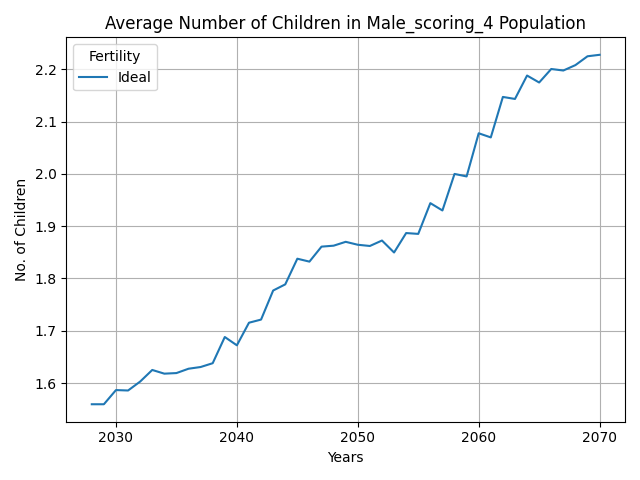 Average Number of Children in Male_scoring_4 Population
Fertility
Ideal
No. of Children
2.2
2.1
2.0
1.9
1.8
1.7
1.6
2030 2040 2050 2060 2070
Years